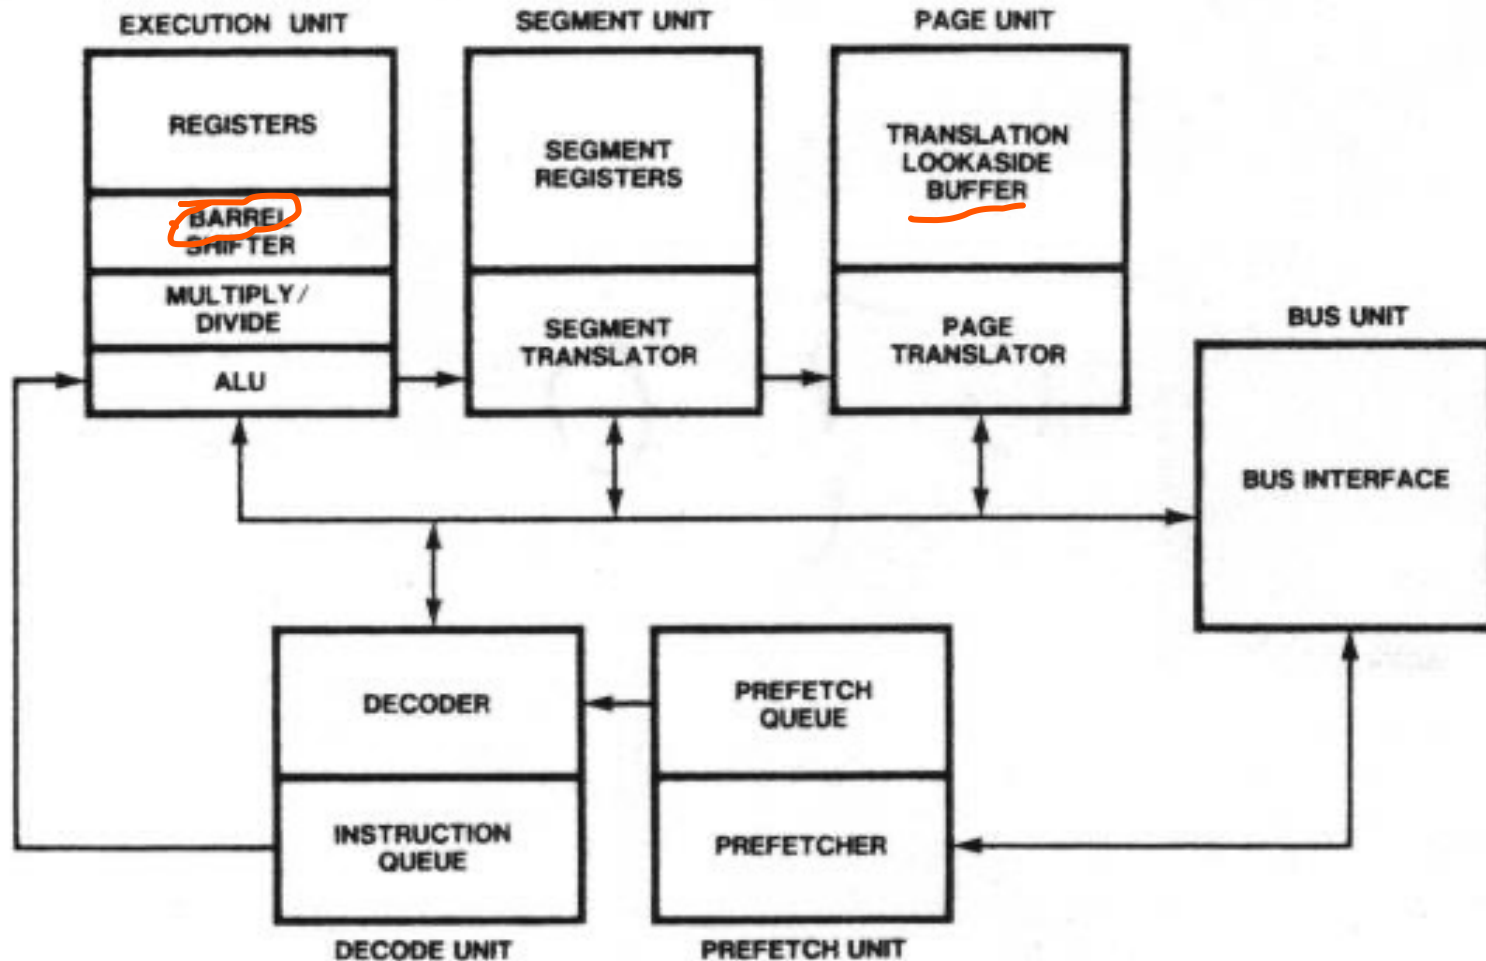 EXECUTION UNIT
SEGMENT UNIT
PAGE UNIT
REGISTERS
BARREL
SHIFTER
MULTIPLY/
DIVIDE
ALU
SEGMENT
REGISTERS
SEGMENT
TRANSLATOR
TRANSLATION
LOOKASIDE
BUFFER
PAGE
TRANSLATOR
BUS UNIT
BUS INTERFACE
DECODER
INSTRUCTION
QUEUE
DECODE UNIT
PREFETCH
QUEUE
PREFETCHER
PREFETCH UNIT